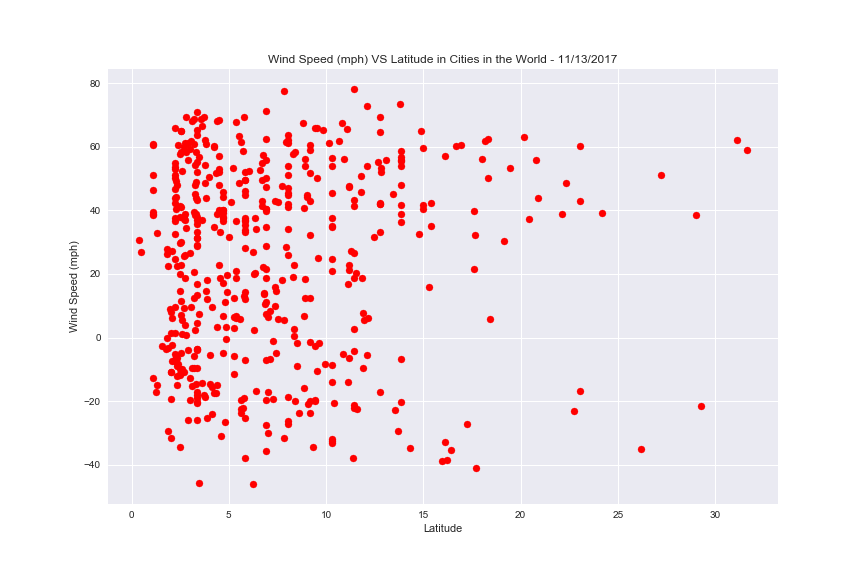 Wind Speed (mph) VS Latitude in Cities in the World - 11/13/2017
80
60
40
20
0
−20
−40
Wind Speed (mph)
0 5 10 15 20 25 30
Latitude